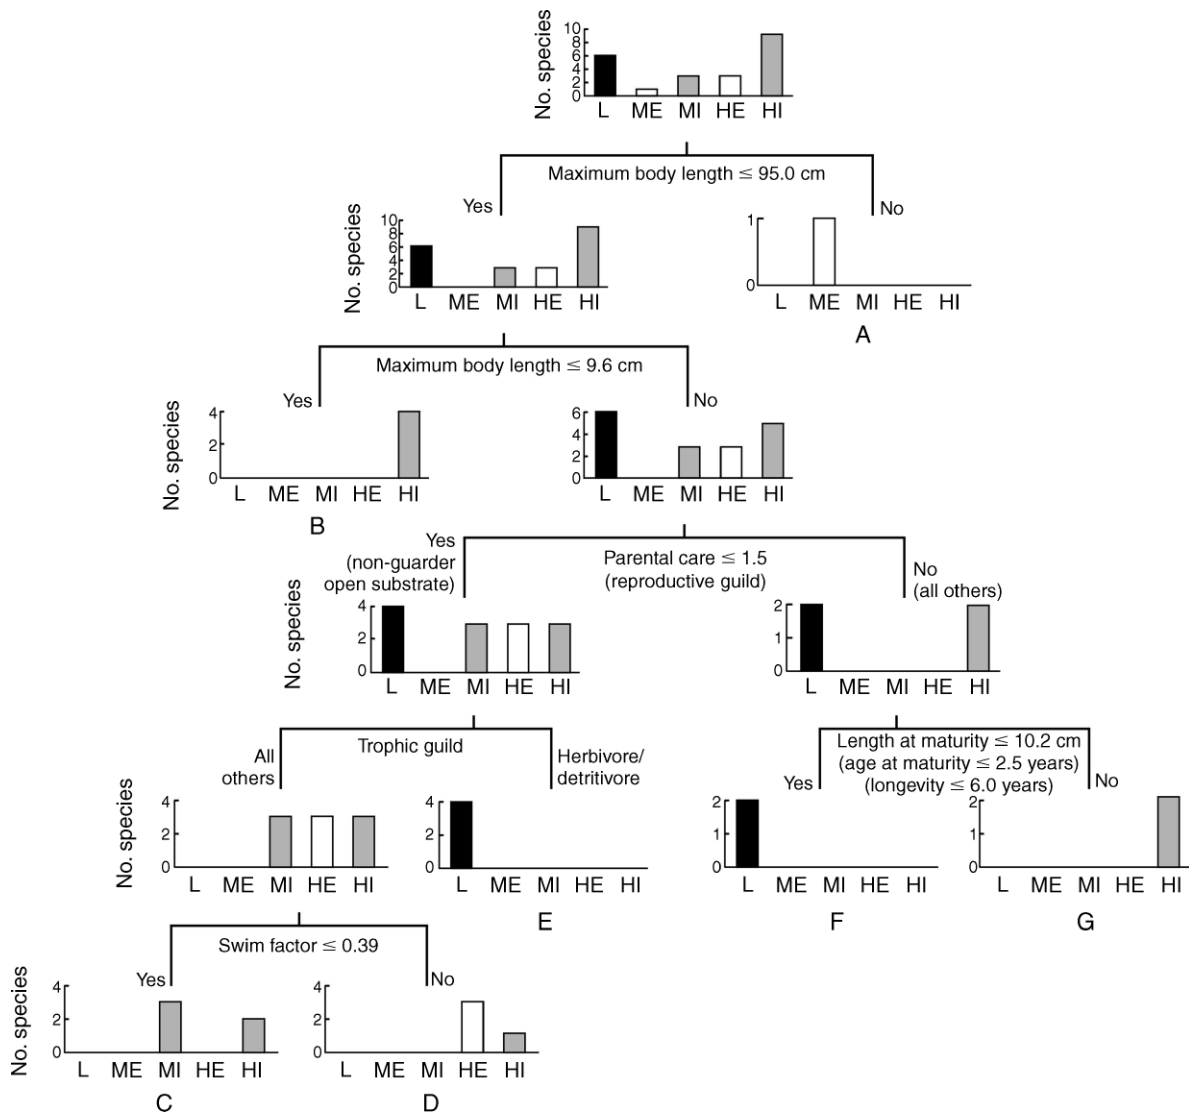 No. species
10
8
6
4
2
0
L ME MI HE HI
Maximum body length ≤ 95.0 cm
Yes
No
No. species
10
8
6
4
2
0
L ME MI HE HI
1
0
L ME MI HE HI
A
Maximum body length ≤ 9.6 cm
Yes
No
No. species
4
2
0
L ME MI HE HI
B
6
4
2
0
L ME MI HE HI
Yes
(non-guarder
open substrate)
Parental care ≤ 1.5
(reproductive guild)
No
(all others)
No. species
4
2
0
L ME MI HE HI
2
1
0
L ME MI HE HI
All
others
Trophic guild
Herbivore/
detritivore
Length at maturity ≤ 10.2 cm
(age at maturity ≤ 2.5 years)
(longevity ≤ 6.0 years)
Yes
No
No. species
4
2
0
L ME MI HE HI
4
2
0
L ME MI HE HI
E
2
1
0
L ME MI HE HI
F
2
1
0
L ME MI HE HI
G
Swim factor ≤ 0.39
Yes
No
No. species
4
2
0
L ME MI HE HI
C
4
2
0
L ME MI HE HI
D